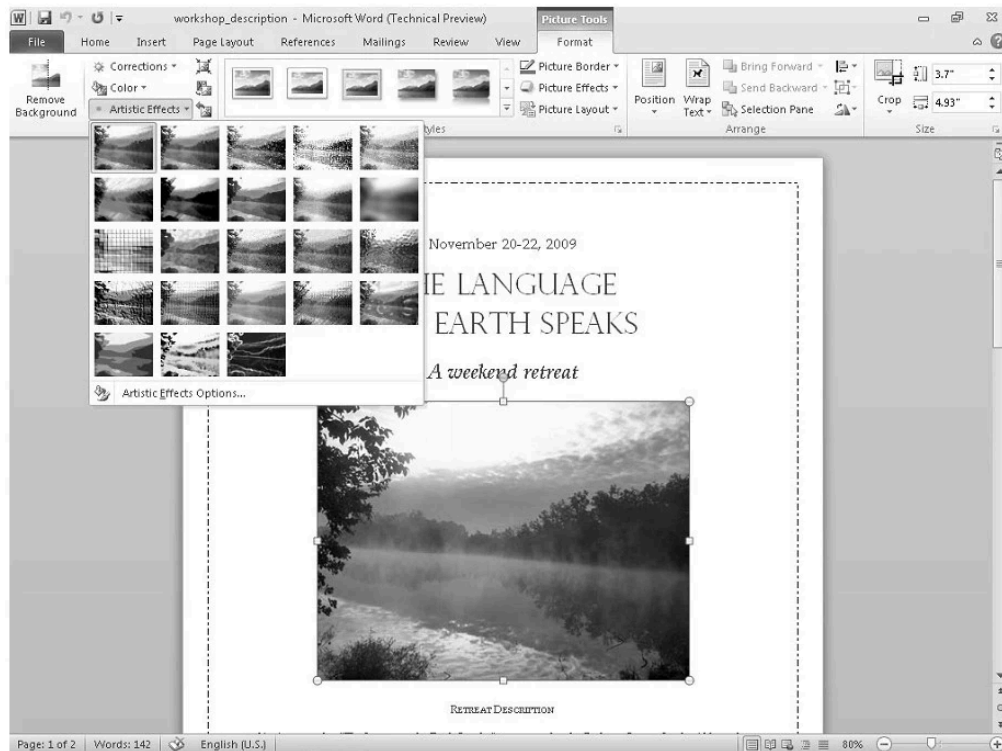 workshop_description - Microsoft Word (Technical Preview)
Picture Tools
File Home Insert Page Layout References Mailings Review View Format
Remove Background
Corrections
Color
Artistic Effects
Picture Border
Picture Effects
Picture Layout
Position
Wrap Text
Bring Forward
Send Backward
Selection Pane
Arrange
Crop
3.7"
4.93"
Size
Artistic Effects Options...
November 20-22, 2009
LANGUAGE
EARTH SPEAKS
A weekend retreat
RETREAT DESCRIPTION
Page: 1 of 2 Words: 142 English (U.S.) 80%